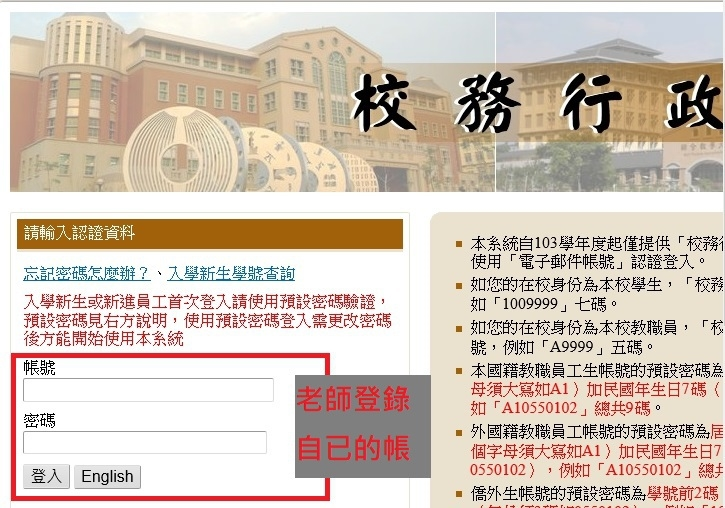 校務行政
請輸入認證資料
忘記密碼怎麼辦？、入學新生學號查詢
入學新生或新進員工首次登入請使用預設密碼驗證，
預設密碼見右方說明，使用預設密碼登入需更改密碼
後方能開始使用本系統
帳號
密碼
登入 English
老師登錄
自已的帳
本系統自103學年度起僅提供「校務
使用「電子郵件帳號」認證登入。
如您的在校身份為本校學生，「校務
如「1009999」七碼。
如您的在校身份為本校教職員，「校
號，例如「A9999」五碼。
本國籍教職員工生帳號的預設密碼為
母須大寫如A1）加民國年生日7碼（
如「A10550102」總共9碼。
外國籍教職員工帳號的預設密碼為居
個字母須大寫如A1）加民國年生日7
0550102），例如「A10550102」總
僑外生帳號的預設密碼為學號前2碼